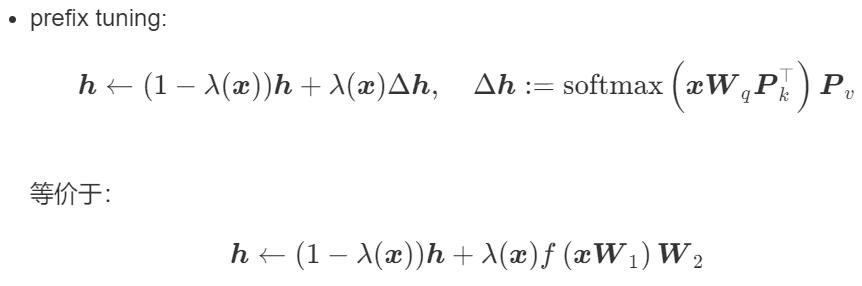 • prefix tuning:
h ← (1 − λ(x))h + λ(x)Δh, Δh := softmax(xW_q P_k^⊤) P_v
等价于：
h ← (1 − λ(x))h + λ(x)f (xW_1) W_2